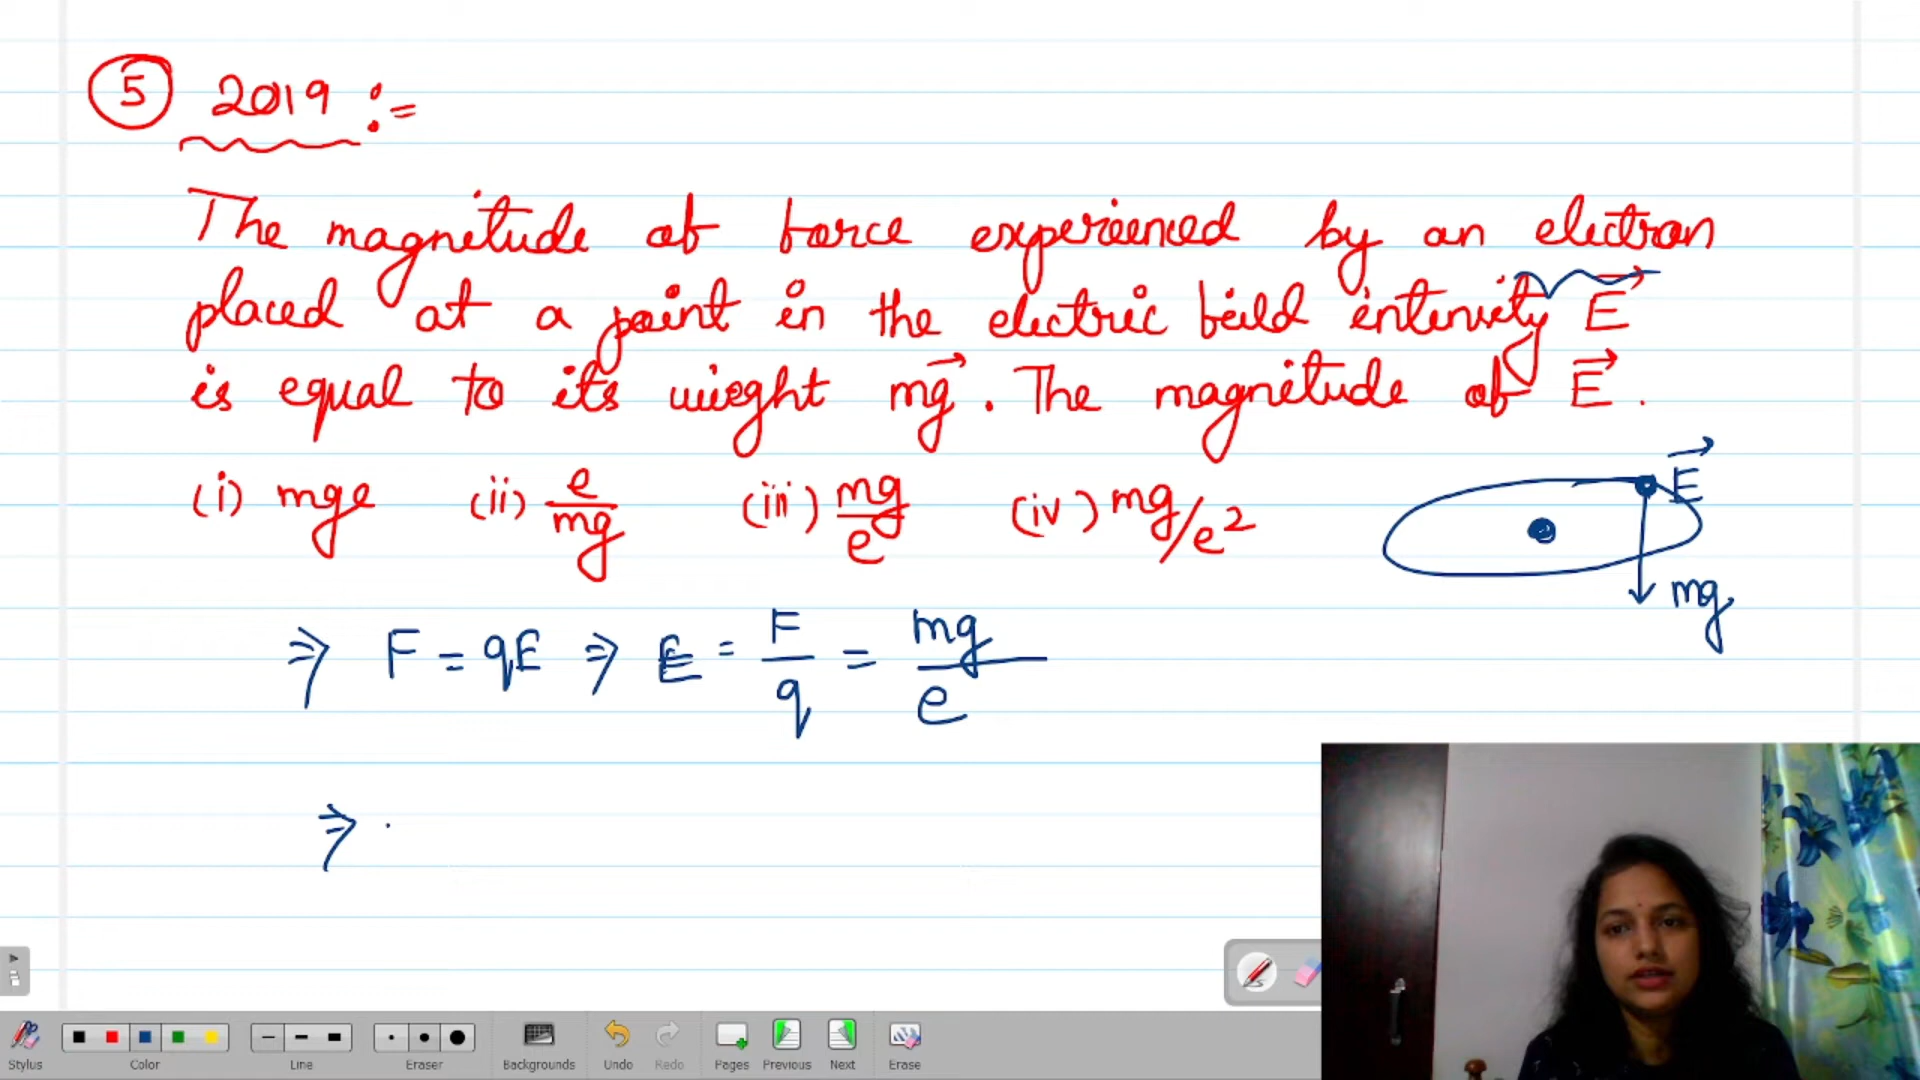 5 2019 :=
The magnitude of force experienced by an electron
placed at a point in the electric feild intensity E⃗
is equal to its wieght mg⃗. The magnitude of E⃗.
(i) mge (ii) e/mg (iii) mg/e (iv) mg/e²
E⃗
mg
⇒ F = qE ⇒ E = F/q = mg/e
⇒ .
Stylus Color Line Eraser Backgrounds Undo Redo Pages Previous Next Erase